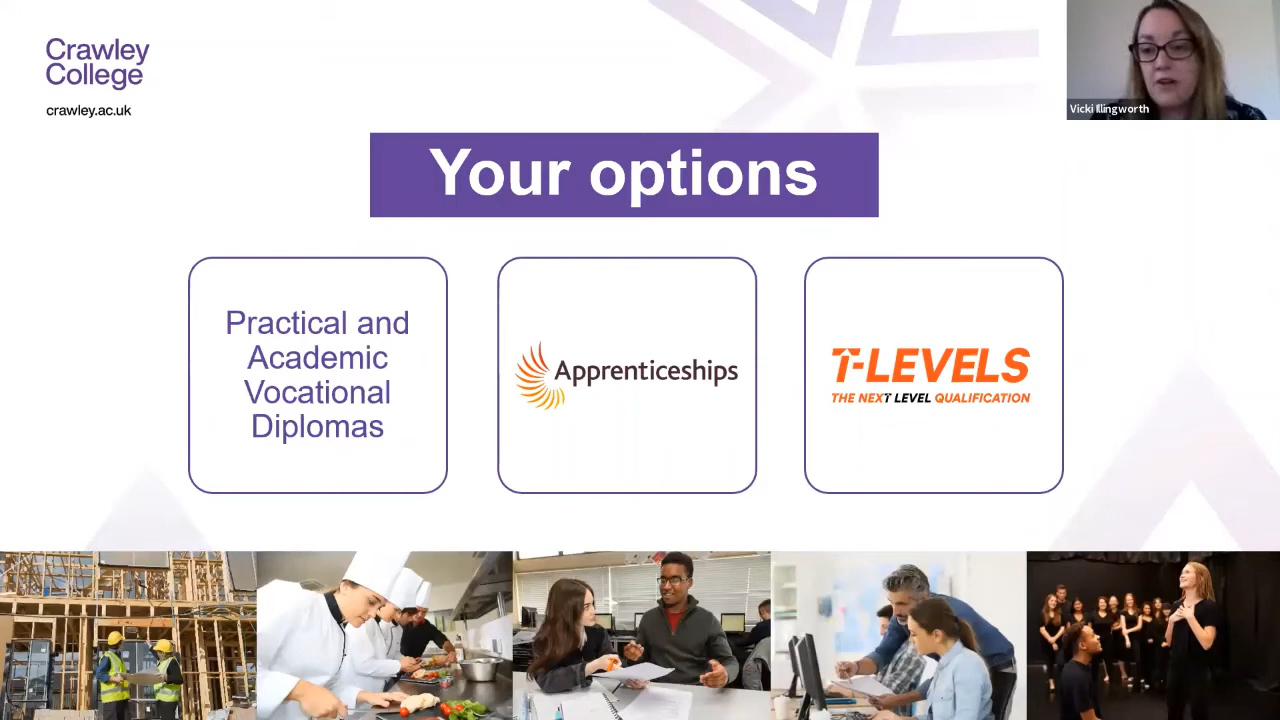 Crawley
College
crawley.ac.uk
Vicki Illingworth
Your options
Practical and
Academic
Vocational
Diplomas
Apprenticeships
T-LEVELS
THE NEXT LEVEL QUALIFICATION